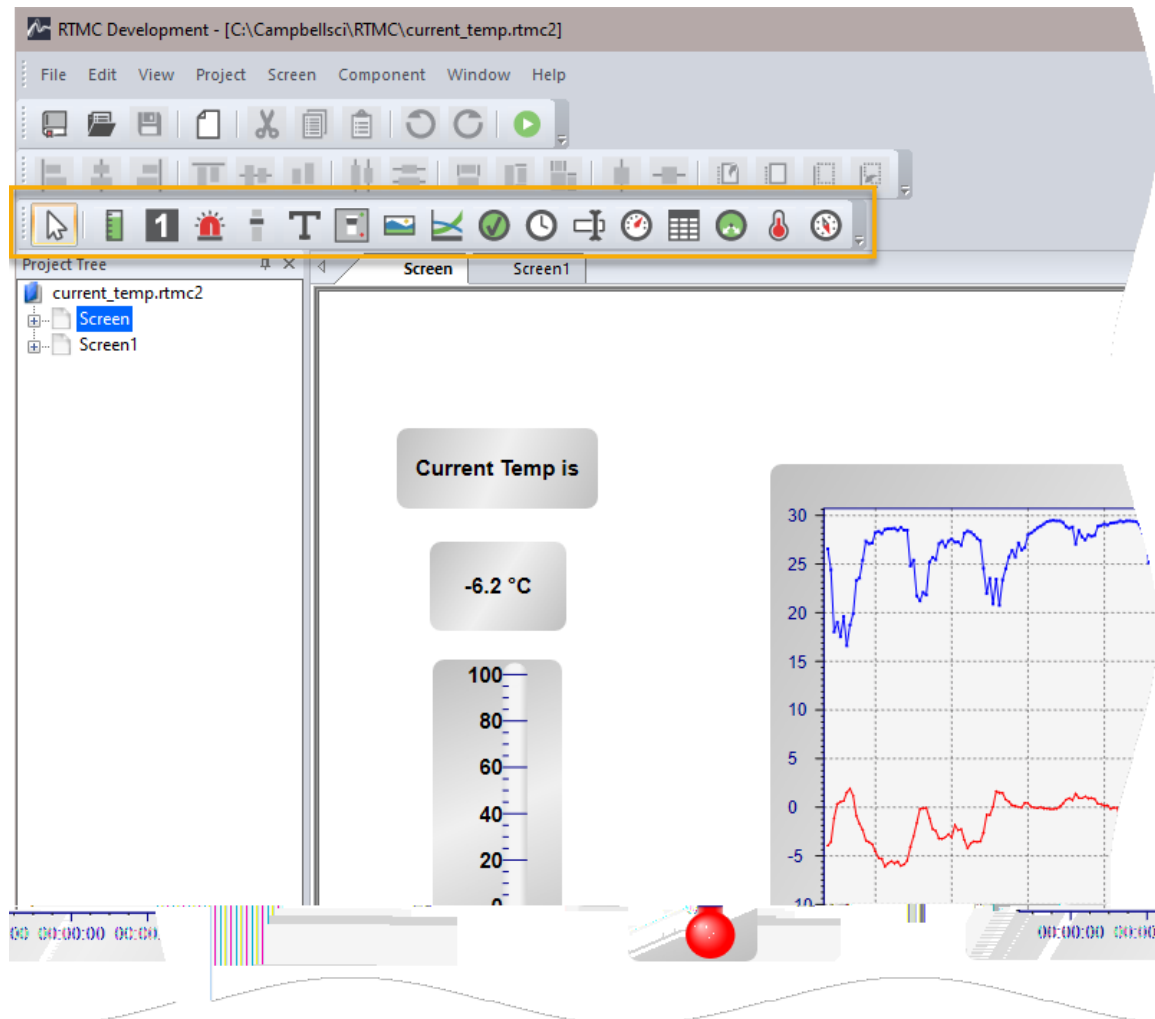 RTMC Development - [C:\Campbellsci\RTMC\current_temp.rtmc2]
File Edit View Project Screen Component Window Help
1 T
Project Tree
Screen Screen1
current_temp.rtmc2
Screen
Screen1
Current Temp is
-6.2 °C
100
80
60
40
20
30
25
20
15
10
5
0
-5
00:00:00
00:00:00